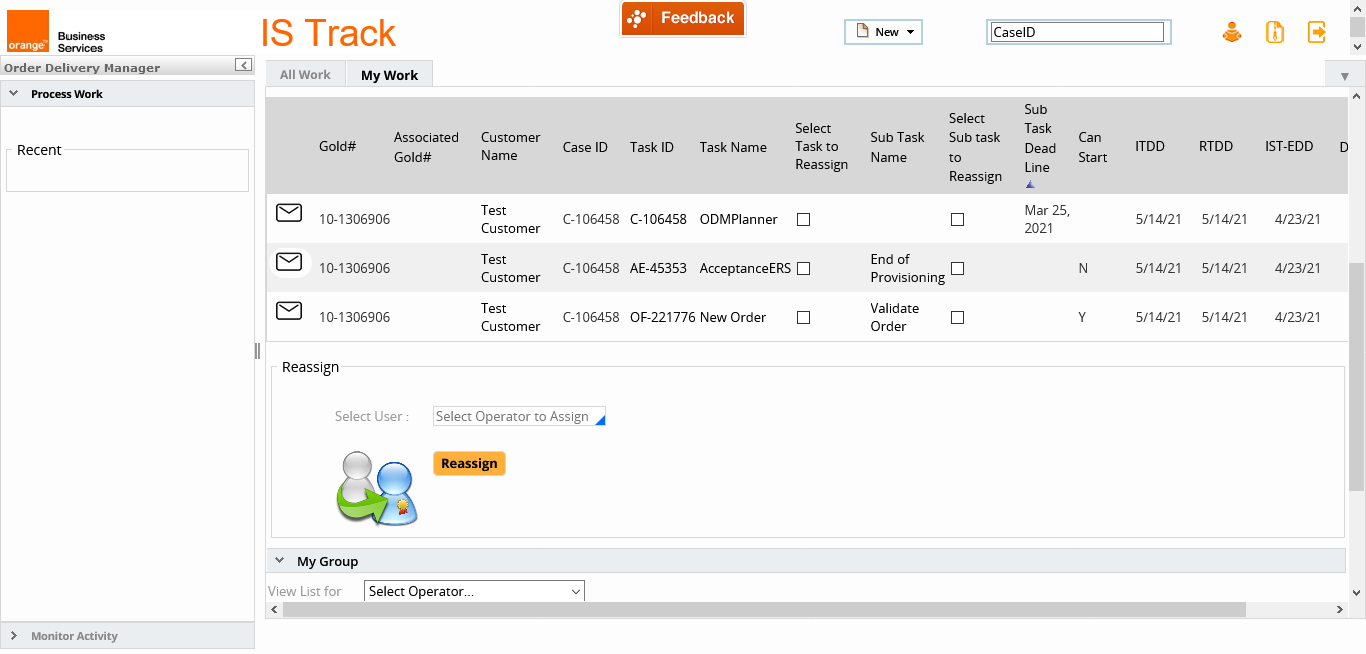 orange™
Business
Services
IS Track
Feedback
New
CaseID
Order Delivery Manager
Process Work
Recent
Monitor Activity
All Work My Work
Gold# Associated Gold# Customer Name Case ID Task ID Task Name Select Task to Reassign Sub Task Name Select Sub task to Reassign Sub Task Dead Line Can Start ITDD RTDD IST-EDD D
10-1306906 Test Customer C-106458 C-106458 ODMPlanner Mar 25, 2021 5/14/21 5/14/21 4/23/21
10-1306906 Test Customer C-106458 AE-45353 AcceptanceERS End of Provisioning N 5/14/21 5/14/21 4/23/21
10-1306906 Test Customer C-106458 OF-221776 New Order Validate Order Y 5/14/21 5/14/21 4/23/21
Reassign
Select User : Select Operator to Assign
Reassign
My Group
View List for Select Operator...